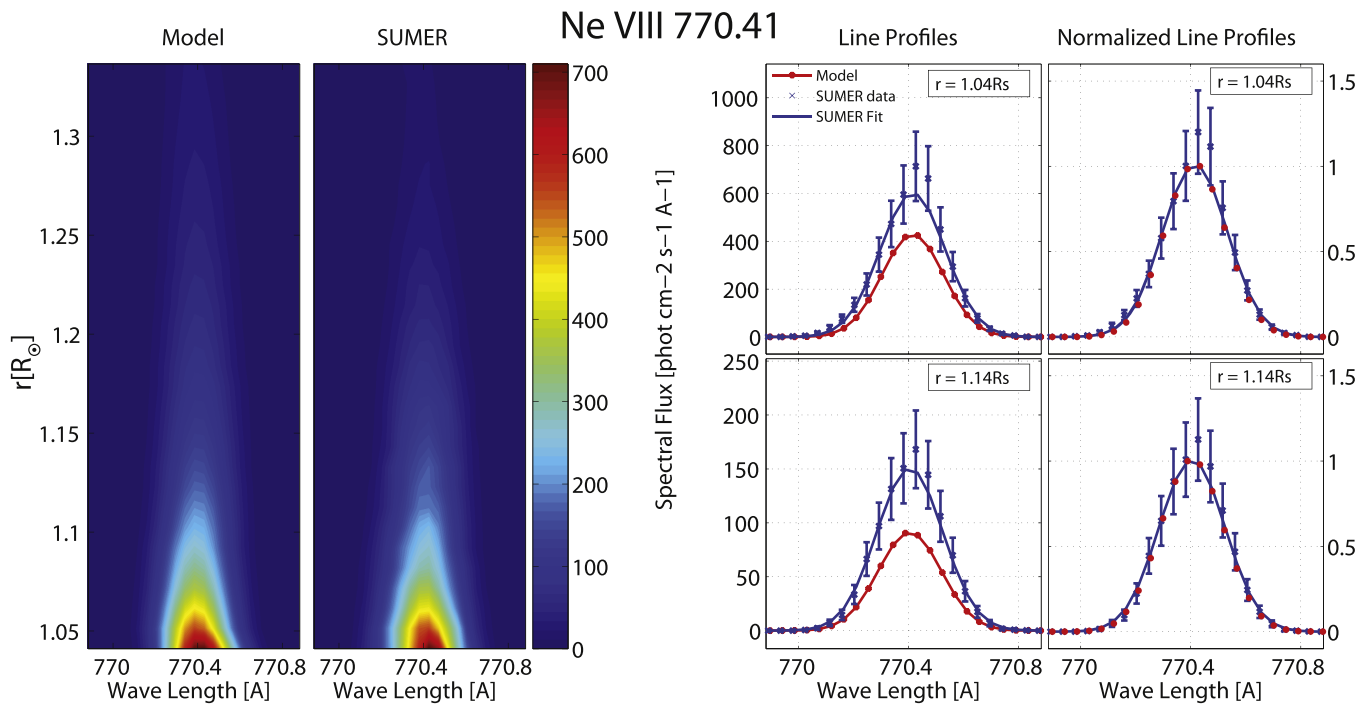 Ne VIII 770.41
Model
SUMER
Line Profiles
Normalized Line Profiles
r[R☉]
1.3
1.25
1.2
1.15
1.1
1.05
770 770.4 770.8
Wave Length [A]
770 770.4 770.8
Wave Length [A]
700
600
500
400
300
200
100
0
Spectral Flux [phot cm−2 s−1 A−1]
Model
SUMER data
SUMER Fit
r = 1.04Rs
1000
800
600
400
200
0
r = 1.04Rs
1.5
1
0.5
0
r = 1.14Rs
250
200
150
100
50
0
770 770.4 770.8
Wave Length [A]
r = 1.14Rs
1.5
1
0.5
0
770 770.4 770.8
Wave Length [A]